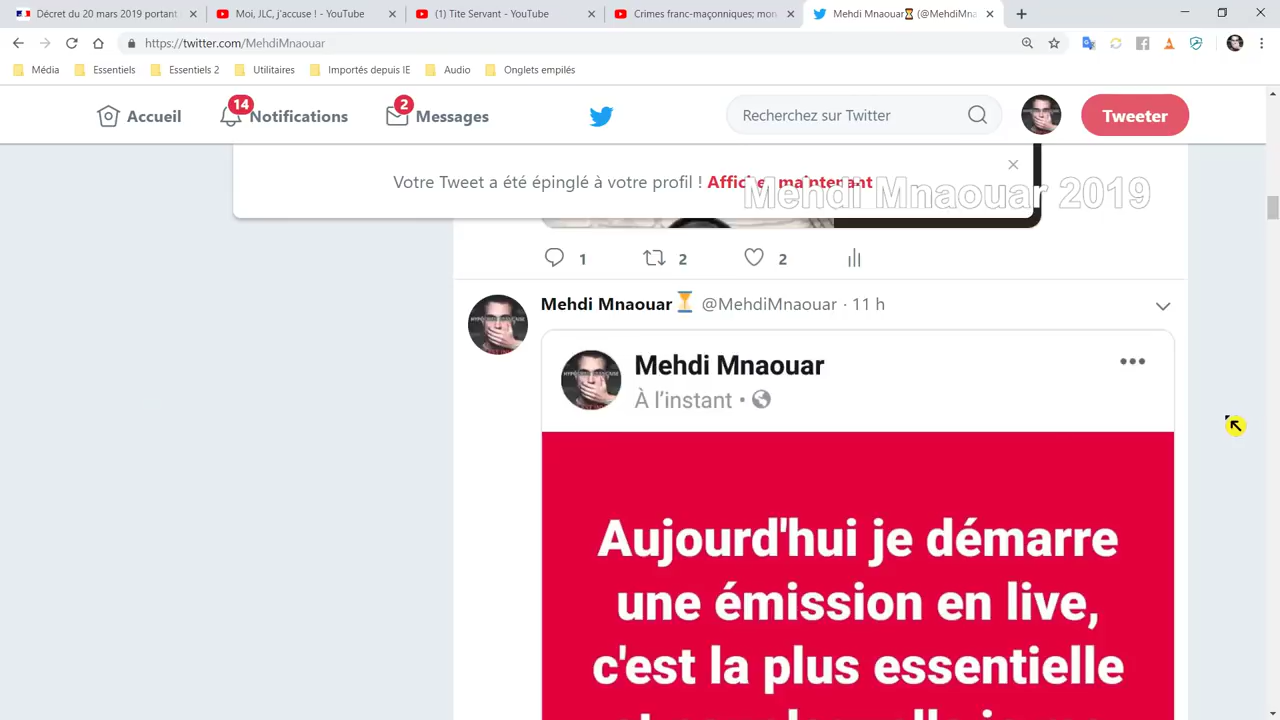 Décret du 20 mars 2019 portant
Moi, JLC, j'accuse ! - YouTube
(1) Tite Servant - YouTube
Crimes franc-maçonniques; mon
Mehdi Mnaouar⌛ (@MehdiMna
https://twitter.com/MehdiMnaouar
Média
Essentiels
Essentiels 2
Utilitaires
Importés depuis IE
Audio
Onglets empilés
Accueil
14
Notifications
2
Messages
Recherchez sur Twitter
Tweeter
Votre Tweet a été épinglé à votre profil ! Afficher maintenant
Mehdi Mnaouar 2019
1
2
2
Mehdi Mnaouar⏳ @MehdiMnaouar · 11 h
Mehdi Mnaouar
À l'instant •
Aujourd'hui je démarre
une émission en live,
c'est la plus essentielle